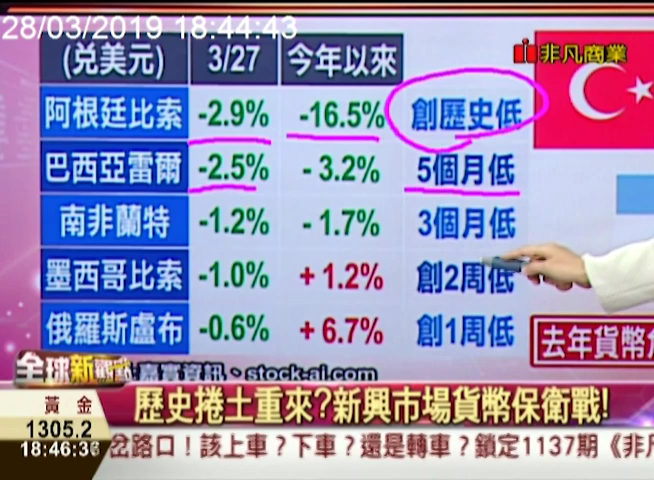 28/03/2019 18:44:43
非凡商業
(兌美元) 3/27 今年以來
阿根廷比索 -2.9% -16.5% 創歷史低
巴西亞雷爾 -2.5% -3.2% 5個月低
南非蘭特 -1.2% -1.7% 3個月低
墨西哥比索 -1.0% +1.2% 創2周低
俄羅斯盧布 -0.6% +6.7% 創1周低
去年貨幣
全球新觀點
嘉實資訊、stock-ai.com
歷史捲土重來?新興市場貨幣保衛戰!
黃金
1305.2
18:46:36
岔路口!該上車?下車?還是轉車?鎖定1137期《非凡